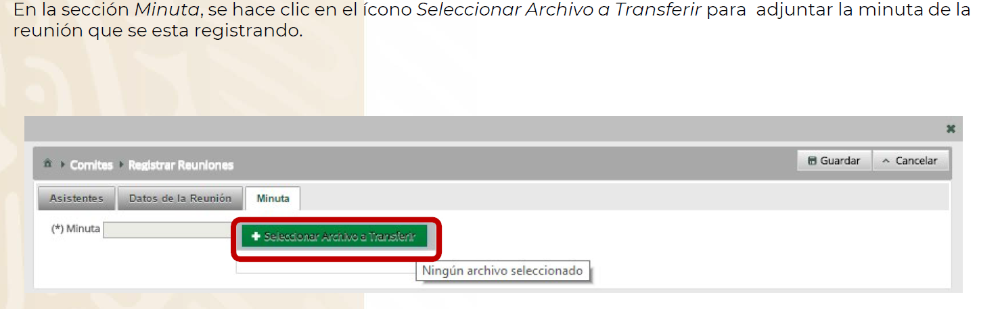 En la sección Minuta, se hace clic en el ícono Seleccionar Archivo a Transferir para adjuntar la minuta de la
reunión que se esta registrando.
Comites Registrar Reuniones
Guardar
Cancelar
Asistentes
Datos de la Reunión
Minuta
(*) Minuta
Seleccionar Archivo a Transferir
Ningún archivo seleccionado